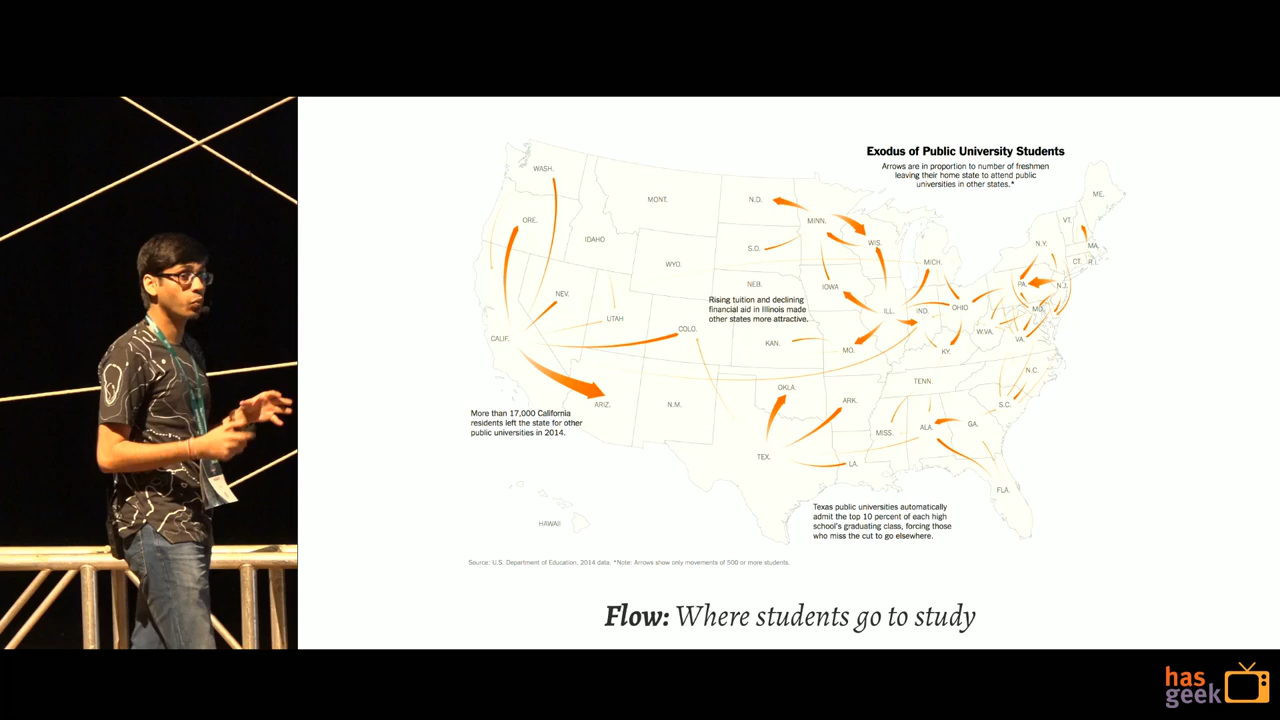 Exodus of Public University Students
Arrows are in proportion to number of freshmen
leaving their home state to attend public
universities in other states.*
WASH.
MONT.
N.D.
MINN.
ME.
VT.
ORE.
IDAHO
S.D.
WIS.
N.Y.
MA.
WYO.
MICH.
CT.
R.I.
NEV.
NEB.
IOWA
PA.
N.J.
Rising tuition and declining
financial aid in Illinois made
other states more attractive.
UTAH
COLO.
ILL.
IND.
OHIO
MD.
CALIF.
KAN.
MO.
KY.
W.VA.
VA.
ARIZ.
N.M.
OKLA.
ARK.
TENN.
N.C.
S.C.
More than 17,000 California
residents left the state for other
public universities in 2014.
TEX.
LA.
MISS.
ALA.
GA.
FLA.
HAWAII
Texas public universities automatically
admit the top 10 percent of each high
school's graduating class, forcing those
who miss the cut to go elsewhere.
Source: U.S. Department of Education, 2014 data. *Note: Arrows show only movements of 500 or more students.
Flow: Where students go to study
has
geek